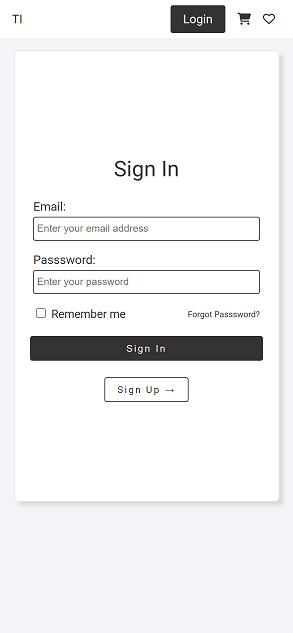 TI
Login
Sign In
Email:
Enter your email address
Passsword:
Enter your password
Remember me
Forgot Passsword?
Sign In
Sign Up →